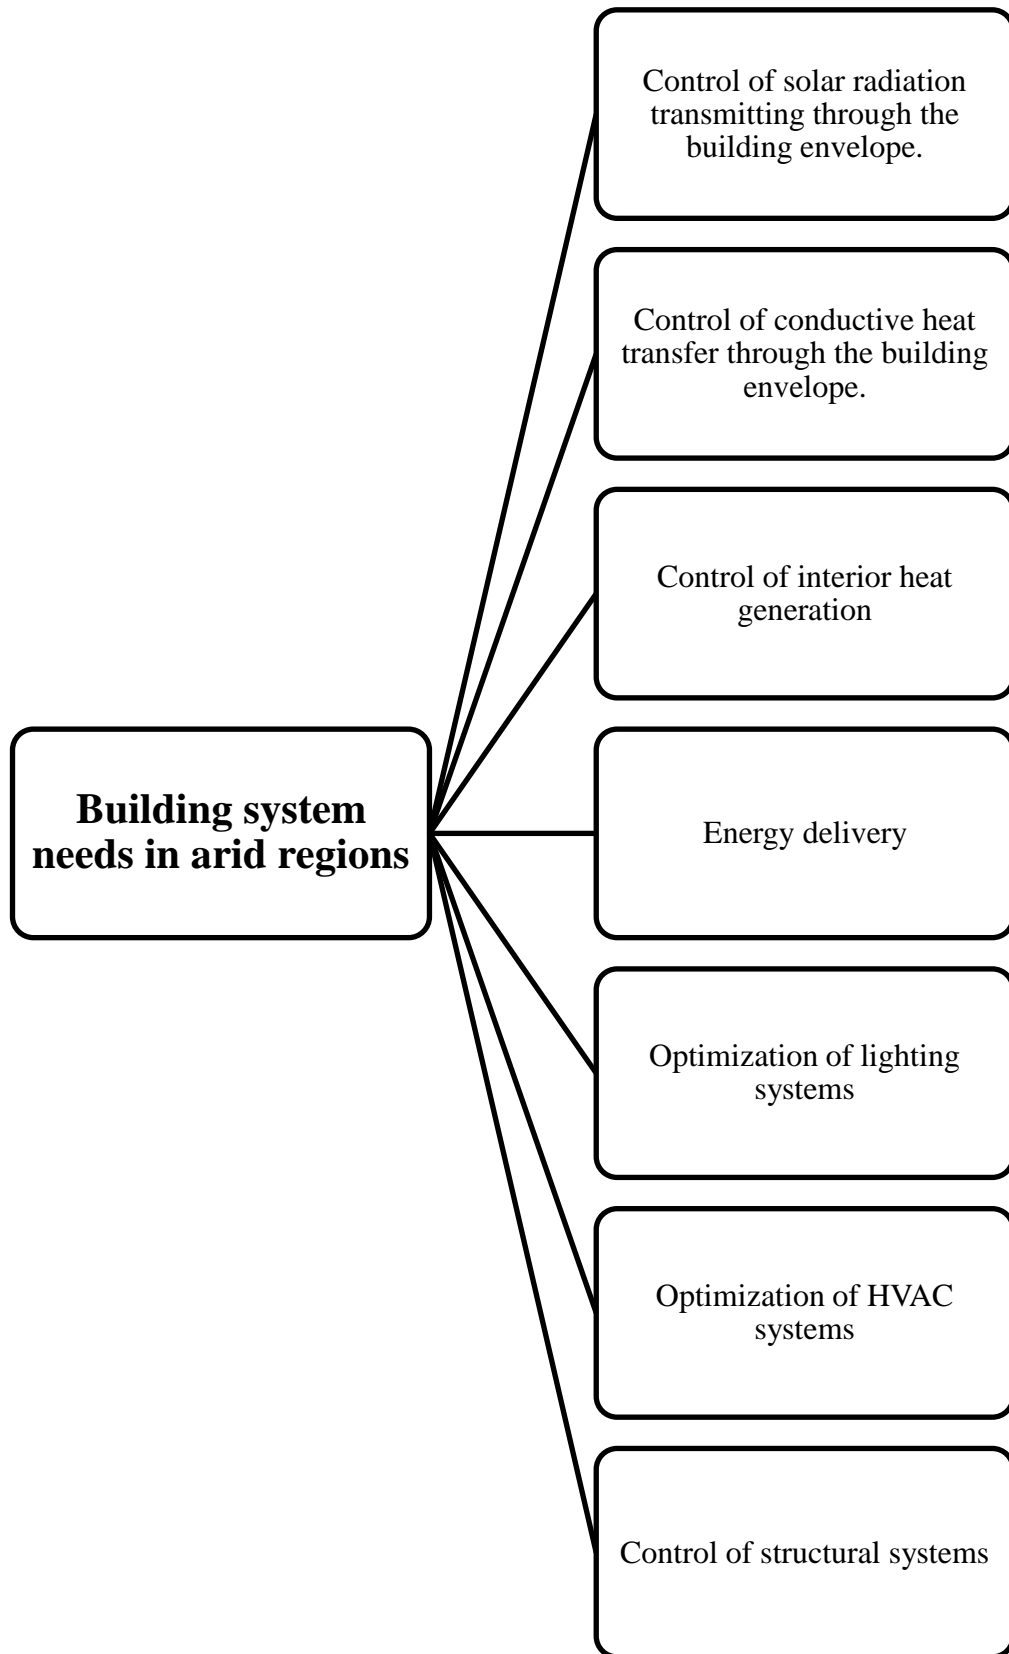 Control of solar radiation
transmitting through the
building envelope.
Control of conductive heat
transfer through the building
envelope.
Control of interior heat
generation
Building system
needs in arid regions
Energy delivery
Optimization of lighting
systems
Optimization of HVAC
systems
Control of structural systems